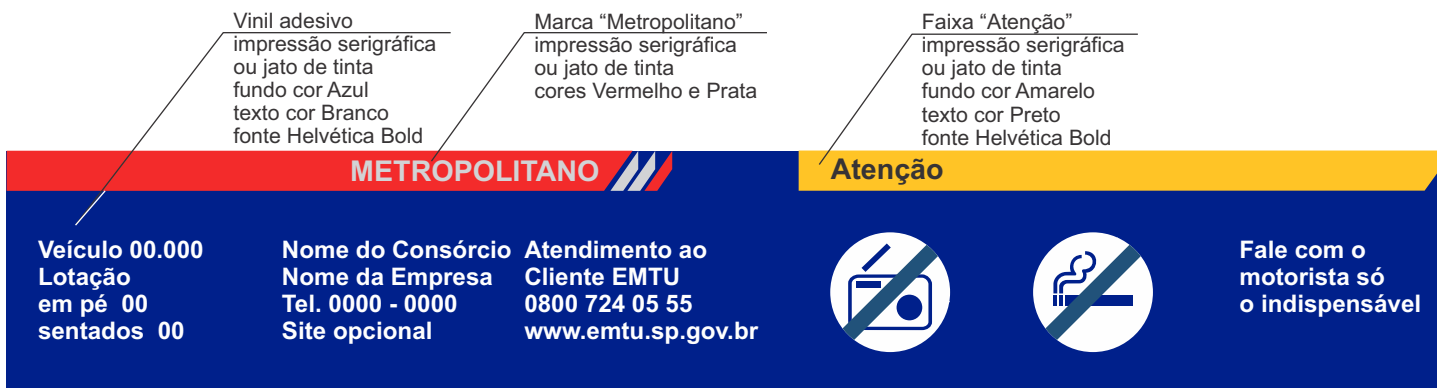 Vinil adesivo
impressão serigráfica
ou jato de tinta
fundo cor Azul
texto cor Branco
fonte Helvética Bold
Marca “Metropolitano”
impressão serigráfica
ou jato de tinta
cores Vermelho e Prata
Faixa “Atenção”
impressão serigráfica
ou jato de tinta
fundo cor Amarelo
texto cor Preto
fonte Helvética Bold
METROPOLITANO
Atenção
Veículo 00.000
Lotação
em pé 00
sentados 00
Nome do Consórcio
Nome da Empresa
Tel. 0000 - 0000
Site opcional
Atendimento ao
Cliente EMTU
0800 724 05 55
www.emtu.sp.gov.br
Fale com o
motorista só
o indispensável